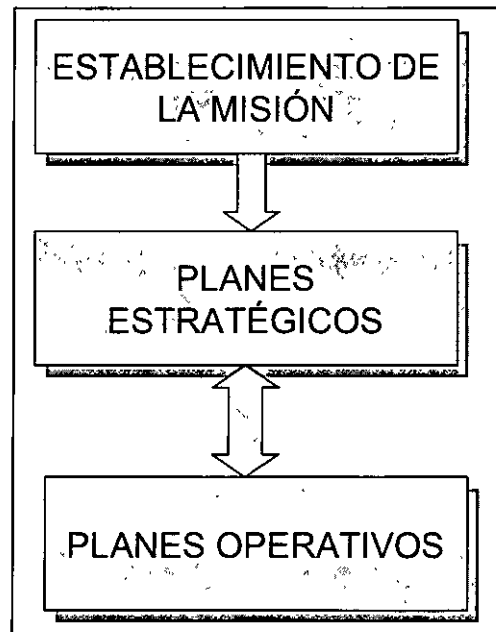 ESTABLECIMIENTO DE
LA MISIÓN
PLANES
ESTRATÉGICOS
PLANES OPERATIVOS